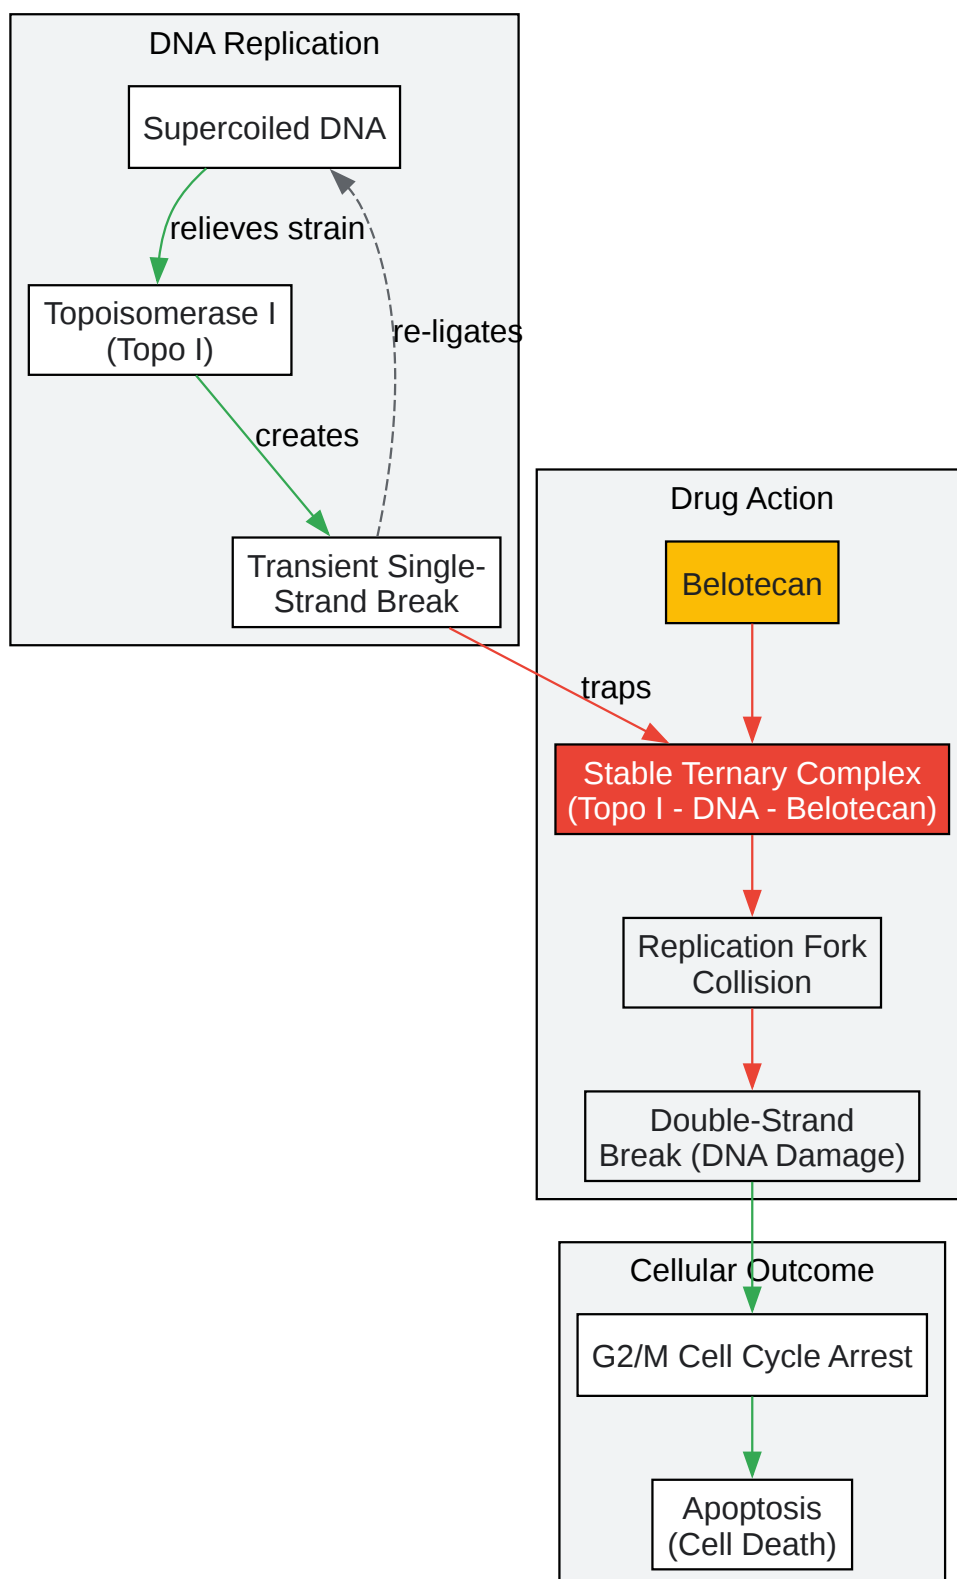 DNA Replication
Supercoiled DNA
relieves strain
Topoisomerase I
(Topo I)
re-ligates
creates
Transient Single-
Strand Break
Drug Action
Belotecan
traps
Stable Ternary Complex
(Topo I - DNA - Belotecan)
Replication Fork
Collision
Double-Strand
Break (DNA Damage)
Cellular Outcome
G2/M Cell Cycle Arrest
Apoptosis
(Cell Death)